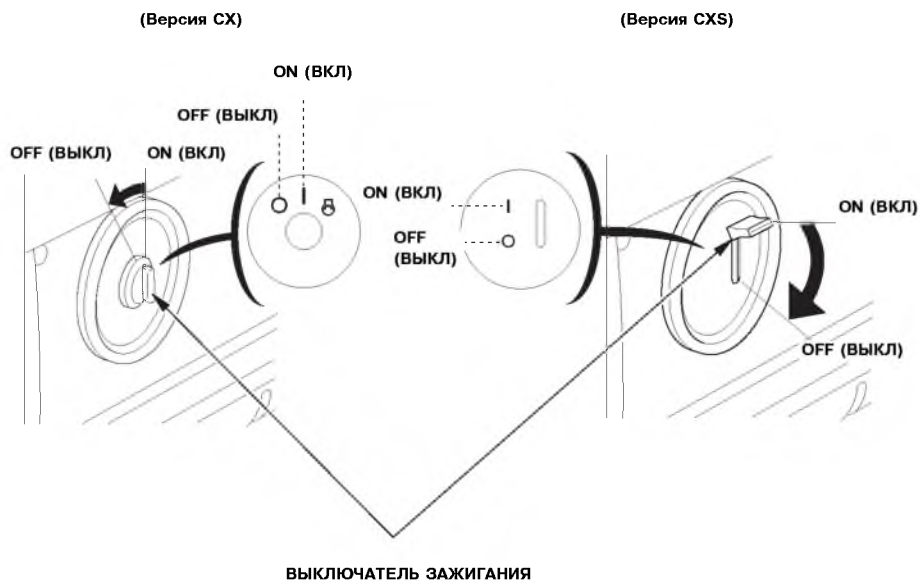 (Версия CX)
(Версия CXS)
ON (ВКЛ)
OFF (ВЫКЛ)
OFF (ВЫКЛ)
ON (ВКЛ)
ON (ВКЛ)
OFF
(ВЫКЛ)
ON (ВКЛ)
OFF (ВЫКЛ)
ВЫКЛЮЧАТЕЛЬ ЗАЖИГАНИЯ